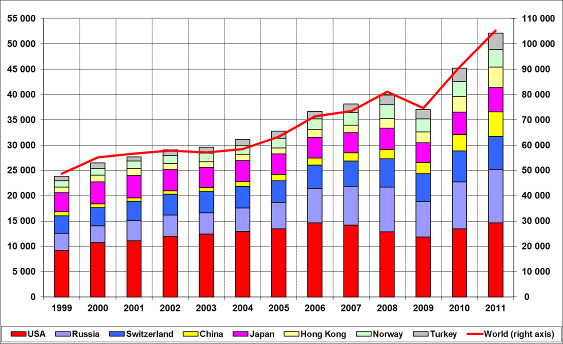 55 000 110 000
50 000 100 000
45 000 90 000
40 000 80 000
35 000 70 000
30 000 60 000
25 000 50 000
20 000 40 000
15 000 30 000
10 000 20 000
5 000 10 000
0 0
1999 2000 2001 2002 2003 2004 2005 2006 2007 2008 2009 2010 2011
USA Russia Switzerland China Japan Hong Kong Norway Turkey World (right axis)